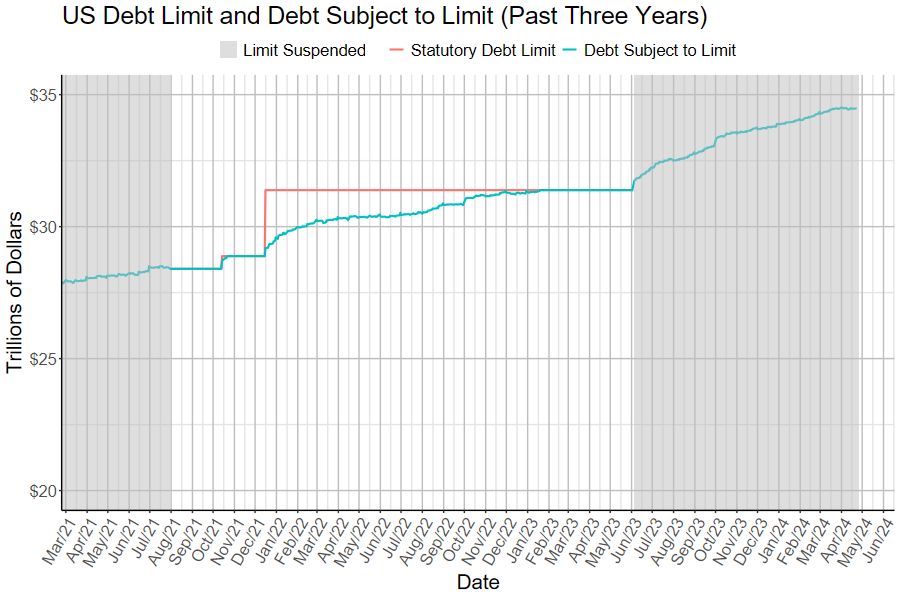 US Debt Limit and Debt Subject to Limit (Past Three Years)
Limit Suspended Statutory Debt Limit Debt Subject to Limit
Trillions of Dollars
$35
$30
$25
$20
Mar/21 Apr/21 May/21 Jun/21 Jul/21 Aug/21 Sep/21 Oct/21 Nov/21 Dec/21 Jan/22 Feb/22 Mar/22 Apr/22 May/22 Jun/22 Jul/22 Aug/22 Sep/22 Oct/22 Nov/22 Dec/22 Jan/23 Feb/23 Mar/23 Apr/23 May/23 Jun/23 Jul/23 Aug/23 Sep/23 Oct/23 Nov/23 Dec/23 Jan/24 Feb/24 Mar/24 Apr/24 May/24 Jun/24
Date